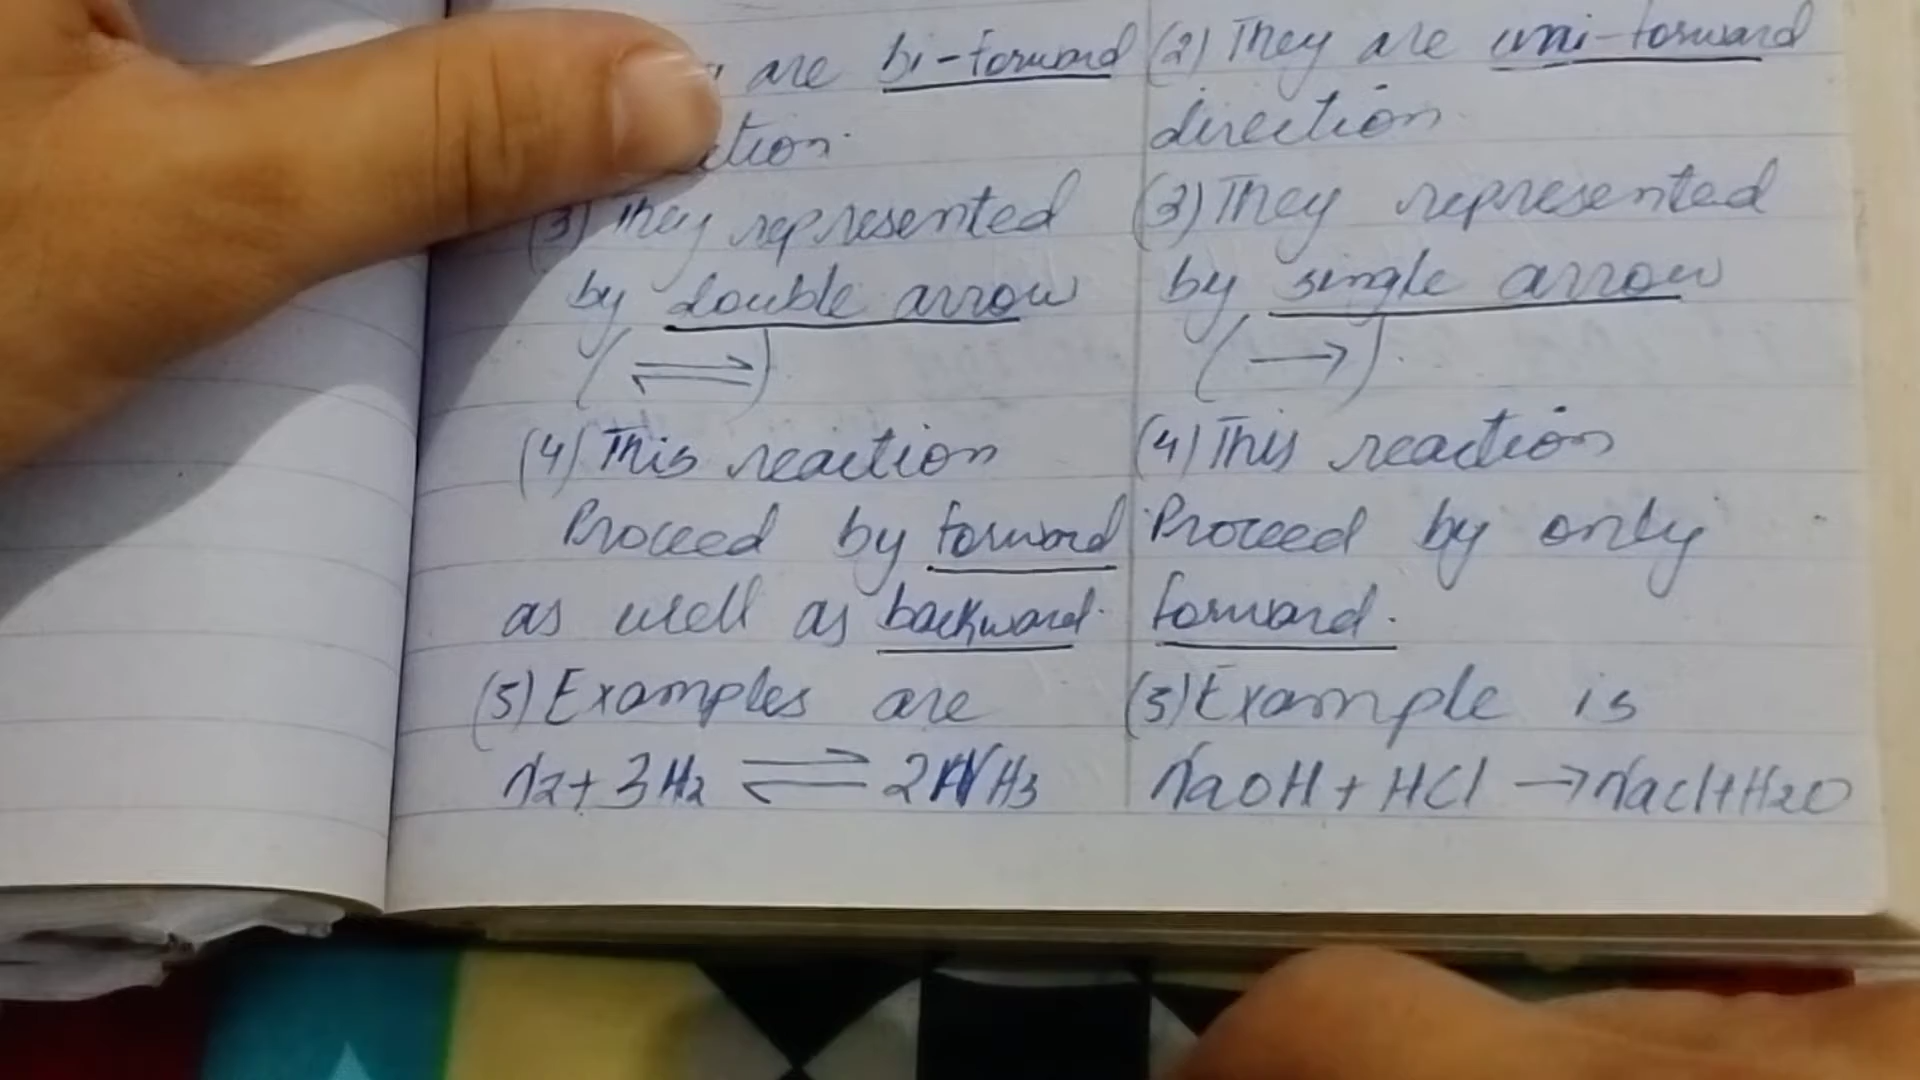 are bi-forward
ction.
(3) They represented
by double arrow
(⇌)
(4) This reaction
Proceed by forward
as well as backward.
(5) Examples are
N2 + 3H2 ⇌ 2NH3
(2) They are uni-forward
direction.
(3) They represented
by single arrow
(→).
(4) This reaction
Proceed by only
forward.
(5) Example is
NaOH + HCl → NaCl + H2O